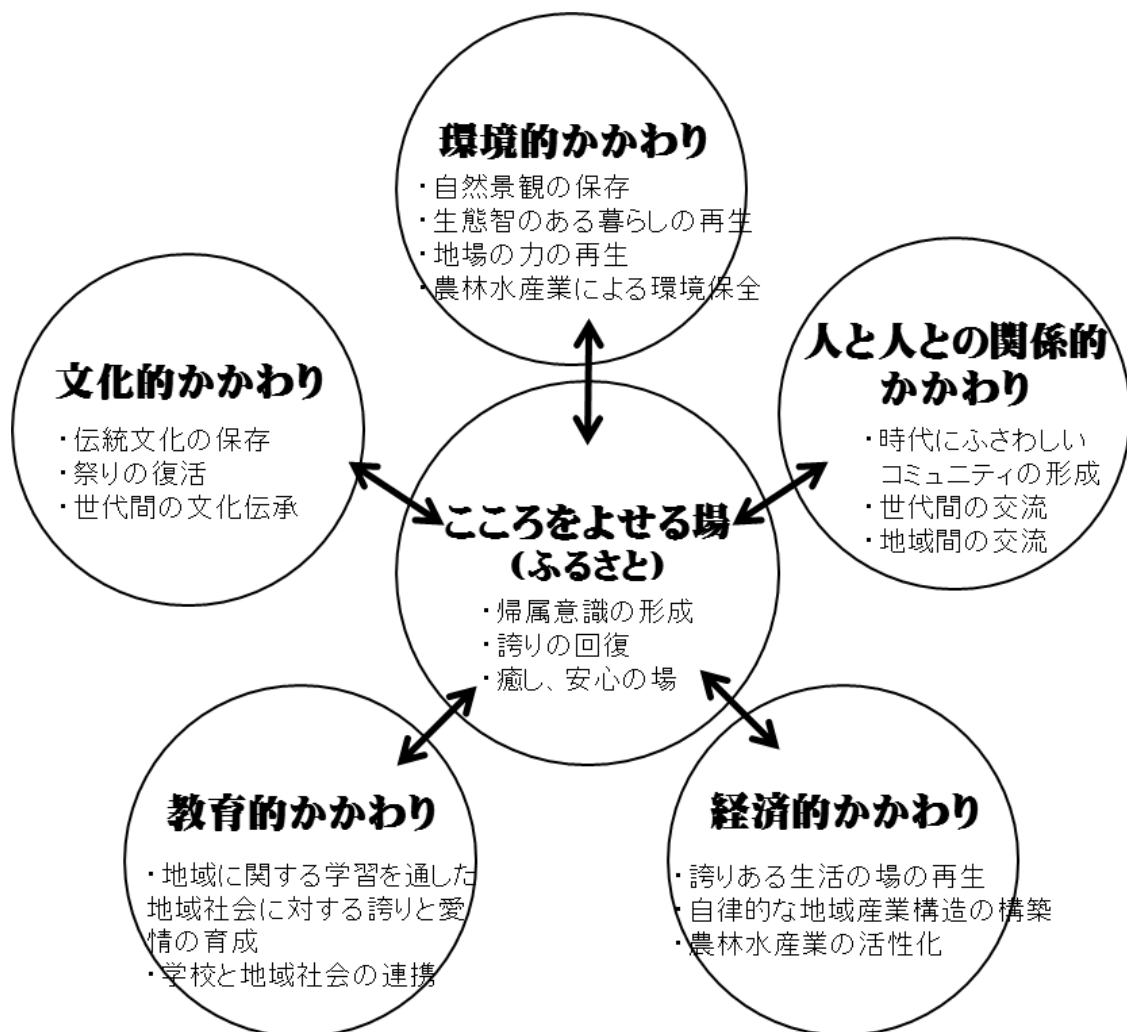 環境的かかわり
・自然景観の保存
・生態智のある暮らしの再生
・地場の力の再生
・農林水産業による環境保全
文化的かかわり
・伝統文化の保存
・祭りの復活
・世代間の文化伝承
人と人との関係的
かかわり
・時代にふさわしい
コミュニティの形成
・世代間の交流
・地域間の交流
こころをよせる場
(ふるさと)
・帰属意識の形成
・誇りの回復
・癒し、安心の場
教育的かかわり
・地域に関する学習を通した
地域社会に対する誇りと愛
情の育成
・学校と地域社会の連携
経済的かかわり
・誇りある生活の場の再生
・自律的な地域産業構造の構築
・農林水産業の活性化